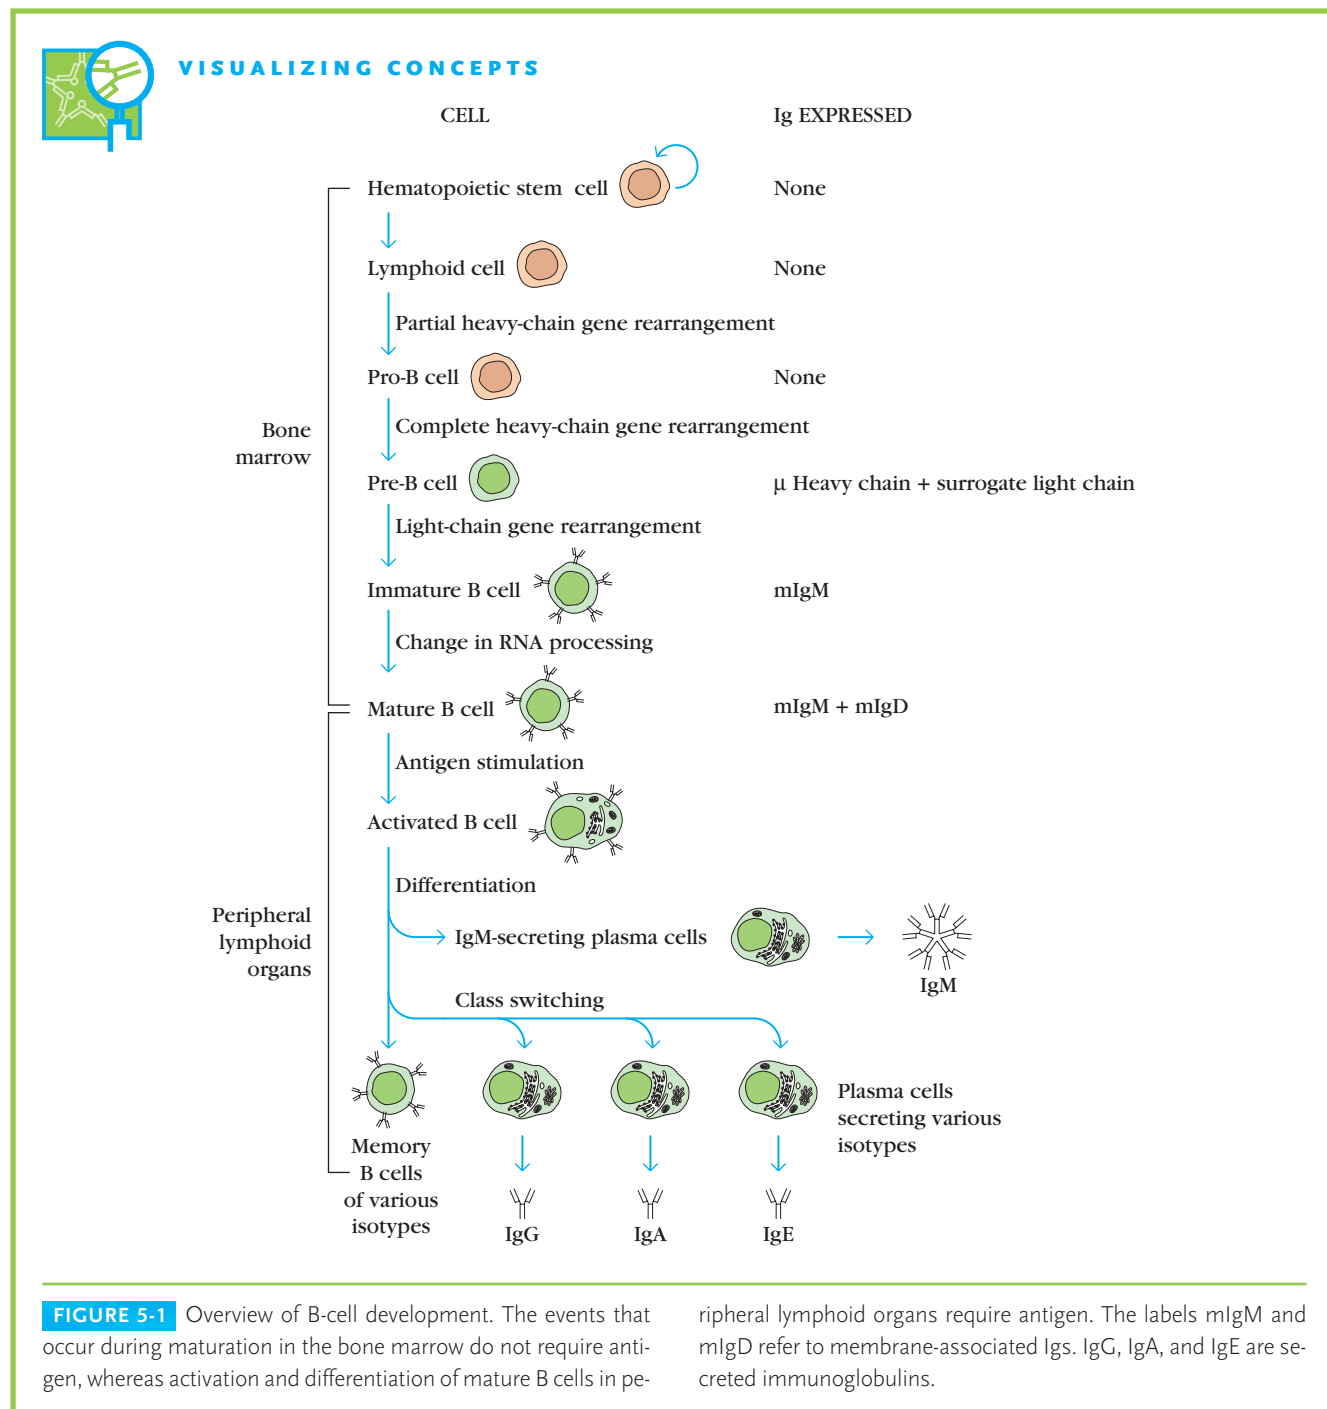 VISUALIZING CONCEPTS
CELL
Ig EXPRESSED
Hematopoietic stem cell
None
Lymphoid cell
None
Partial heavy-chain gene rearrangement
Pro-B cell
None
Complete heavy-chain gene rearrangement
Bone
marrow
Pre-B cell
μ Heavy chain + surrogate light chain
Light-chain gene rearrangement
Immature B cell
mIgM
Change in RNA processing
Mature B cell
mIgM + mIgD
Antigen stimulation
Activated B cell
Differentiation
Peripheral
lymphoid
organs
IgM-secreting plasma cells
IgM
Class switching
Plasma cells
secreting various
isotypes
Memory
B cells
of various
isotypes
IgG
IgA
IgE
FIGURE 5-1 Overview of B-cell development. The events that
occur during maturation in the bone marrow do not require anti-
gen, whereas activation and differentiation of mature B cells in pe-
ripheral lymphoid organs require antigen. The labels mIgM and
mIgD refer to membrane-associated Igs. IgG, IgA, and IgE are se-
creted immunoglobulins.